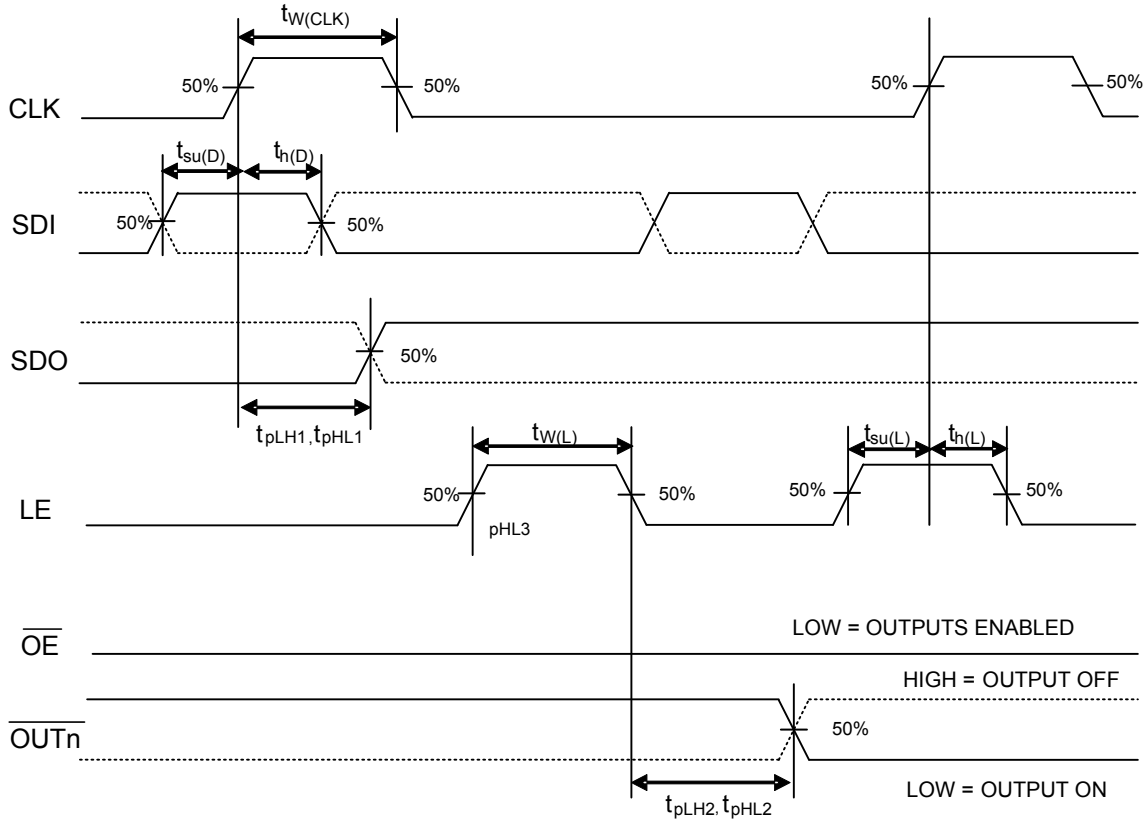 tW(CLK)
50%
50%
50%
50%
CLK
tsu(D)
th(D)
50%
50%
SDI
50%
SDO
tpLH1,tpHL1
tW(L)
tsu(L)
th(L)
50%
50%
50%
50%
LE
pHL3
LOW = OUTPUTS ENABLED
OE
HIGH = OUTPUT OFF
OUTn
50%
LOW = OUTPUT ON
tpLH2,tpHL2